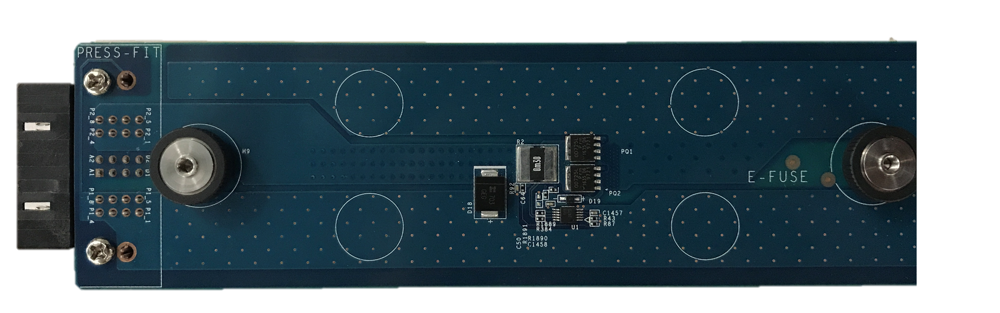 PRESS-FIT
P2_8
P2_5
P2_4
P2_1
H9
A2
A1
D1
R2
0m30
PQ1
E-FUSE
PQ2
P1_8
P1_5
P1_4
P1_1
D18
+
R92
C64
+
D19
C1457
R43
R87
U1
R1889
R384
R1891
C50
R1890
C1458